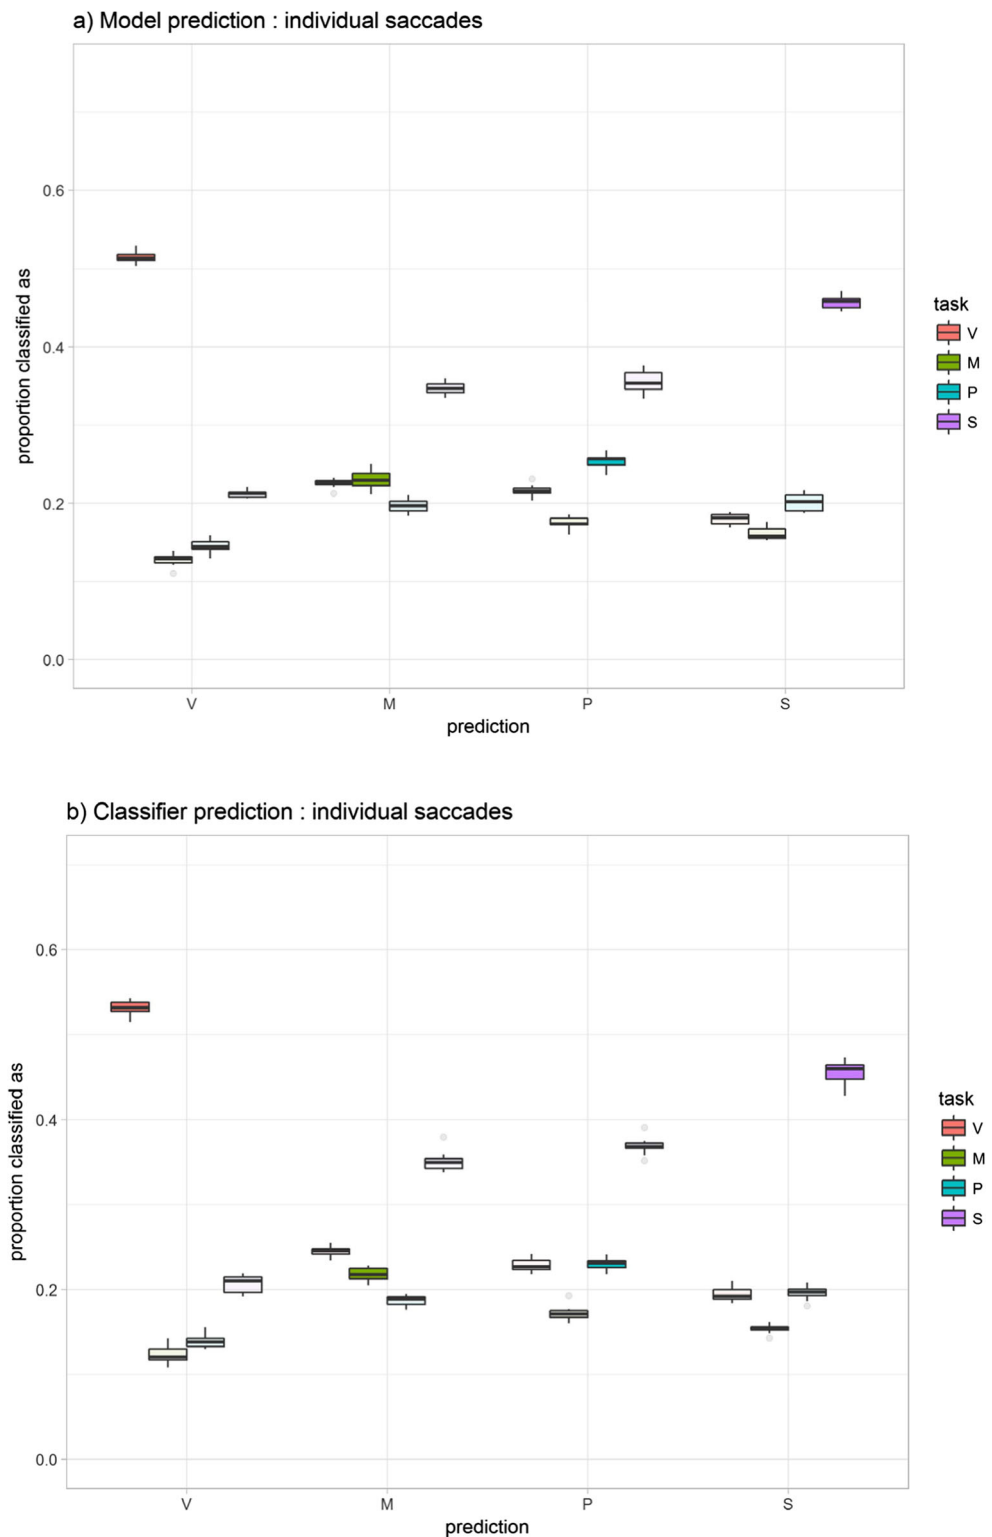 a) Model prediction : individual saccades
proportion classified as
0.6
0.4
0.2
0.0
V
M
P
S
prediction
task
V
M
P
S
b) Classifier prediction : individual saccades
proportion classified as
0.6
0.4
0.2
0.0
V
M
P
S
prediction
task
V
M
P
S